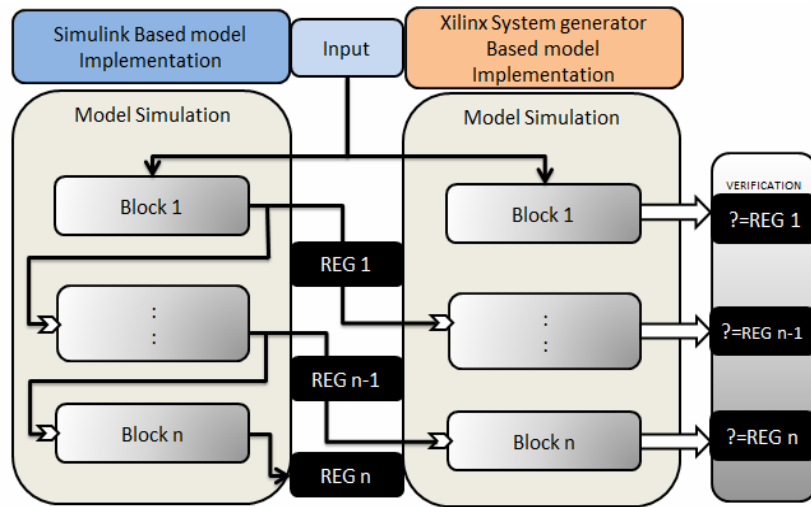 Simulink Based model
Implementation
Input
Xilinx System generator
Based model
Implementation
Model Simulation
Model Simulation
VERIFICATION
Block 1
Block 1
?=REG 1
REG 1
:
:
:
:
?=REG n-1
REG n-1
Block n
Block n
?=REG n
REG n